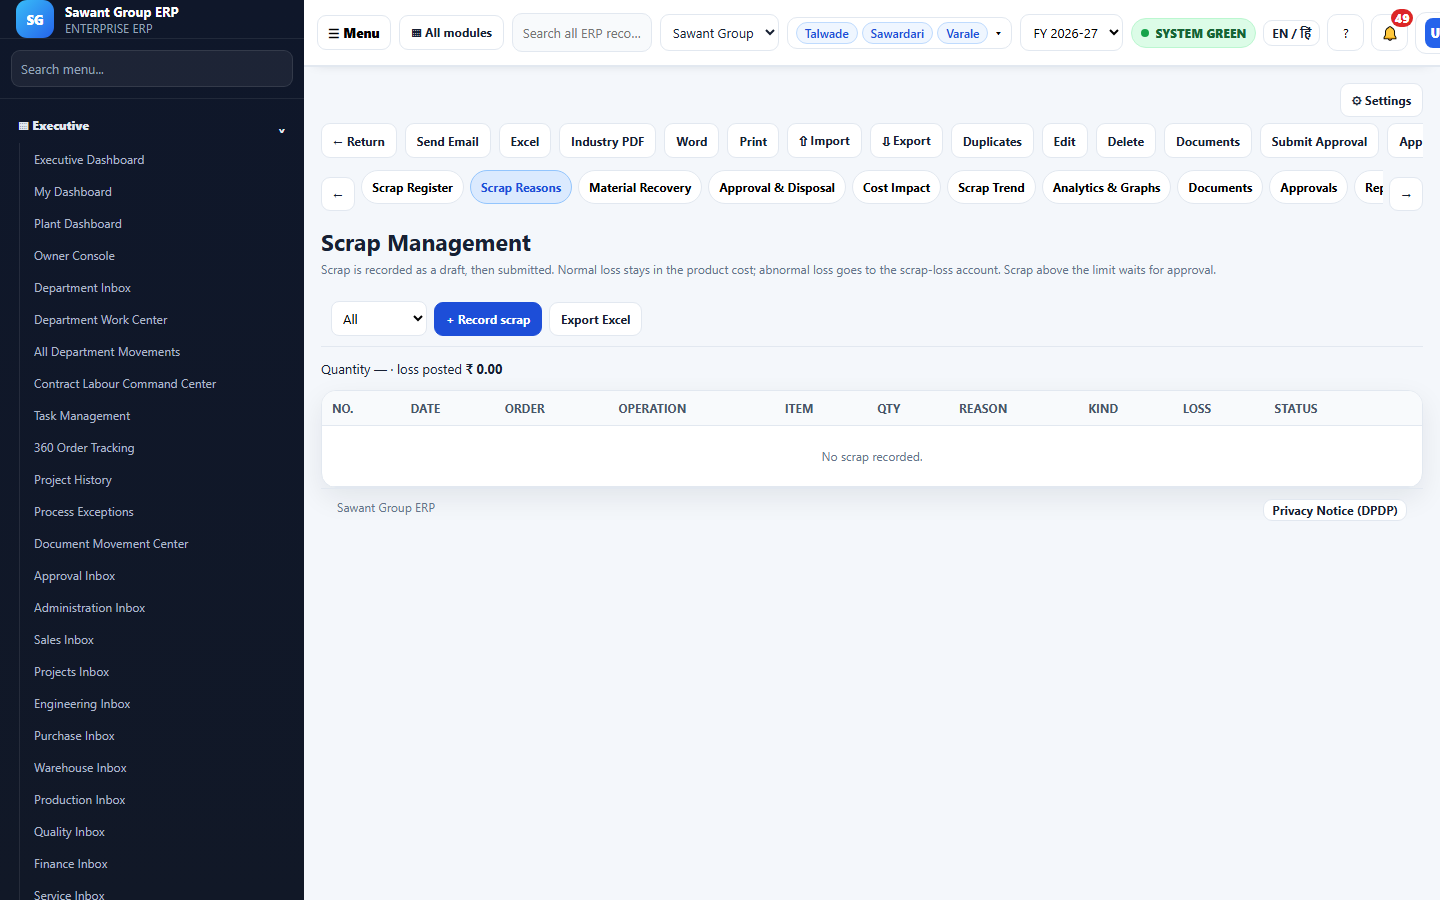 SG
Sawant Group ERP
ENTERPRISE ERP
Search menu...
Executive
Executive Dashboard
My Dashboard
Plant Dashboard
Owner Console
Department Inbox
Department Work Center
All Department Movements
Contract Labour Command Center
Task Management
360 Order Tracking
Project History
Process Exceptions
Document Movement Center
Approval Inbox
Administration Inbox
Sales Inbox
Projects Inbox
Engineering Inbox
Purchase Inbox
Warehouse Inbox
Production Inbox
Quality Inbox
Finance Inbox
Service Inbox
☰ Menu All modules Search all ERP reco... Sawant Group Talwade Sawardari Varale FY 2026-27 SYSTEM GREEN EN / हिं ? 49 U
⚙ Settings
← Return Send Email Excel Industry PDF Word Print ⇧ Import ⇩ Export Duplicates Edit Delete Documents Submit Approval App
← Scrap Register Scrap Reasons Material Recovery Approval & Disposal Cost Impact Scrap Trend Analytics & Graphs Documents Approvals Rep →
Scrap Management
Scrap is recorded as a draft, then submitted. Normal loss stays in the product cost; abnormal loss goes to the scrap-loss account. Scrap above the limit waits for approval.
All + Record scrap Export Excel
Quantity — · loss posted ₹ 0.00
NO. DATE ORDER OPERATION ITEM QTY REASON KIND LOSS STATUS
No scrap recorded.
Sawant Group ERP Privacy Notice (DPDP)